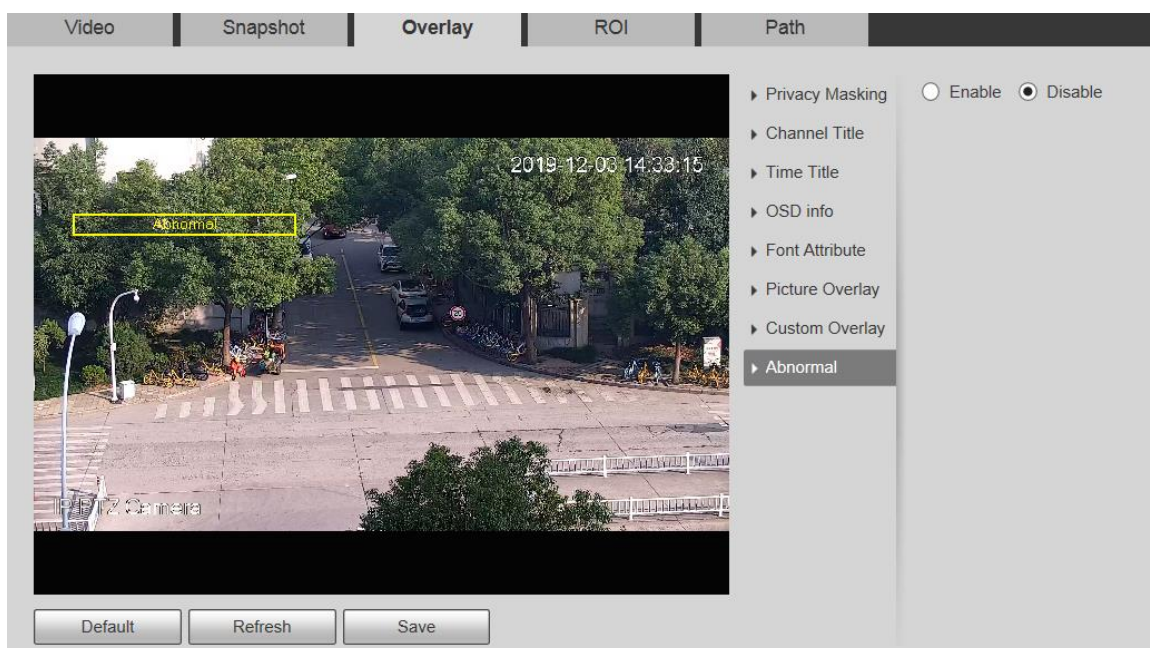 Video
Snapshot
Overlay
ROI
Path
2019-12-03 14:33:15
Abnormal
20
IP PTZ Camera
Privacy Masking
Channel Title
Time Title
OSD info
Font Attribute
Picture Overlay
Custom Overlay
Abnormal
Enable
Disable
Default
Refresh
Save